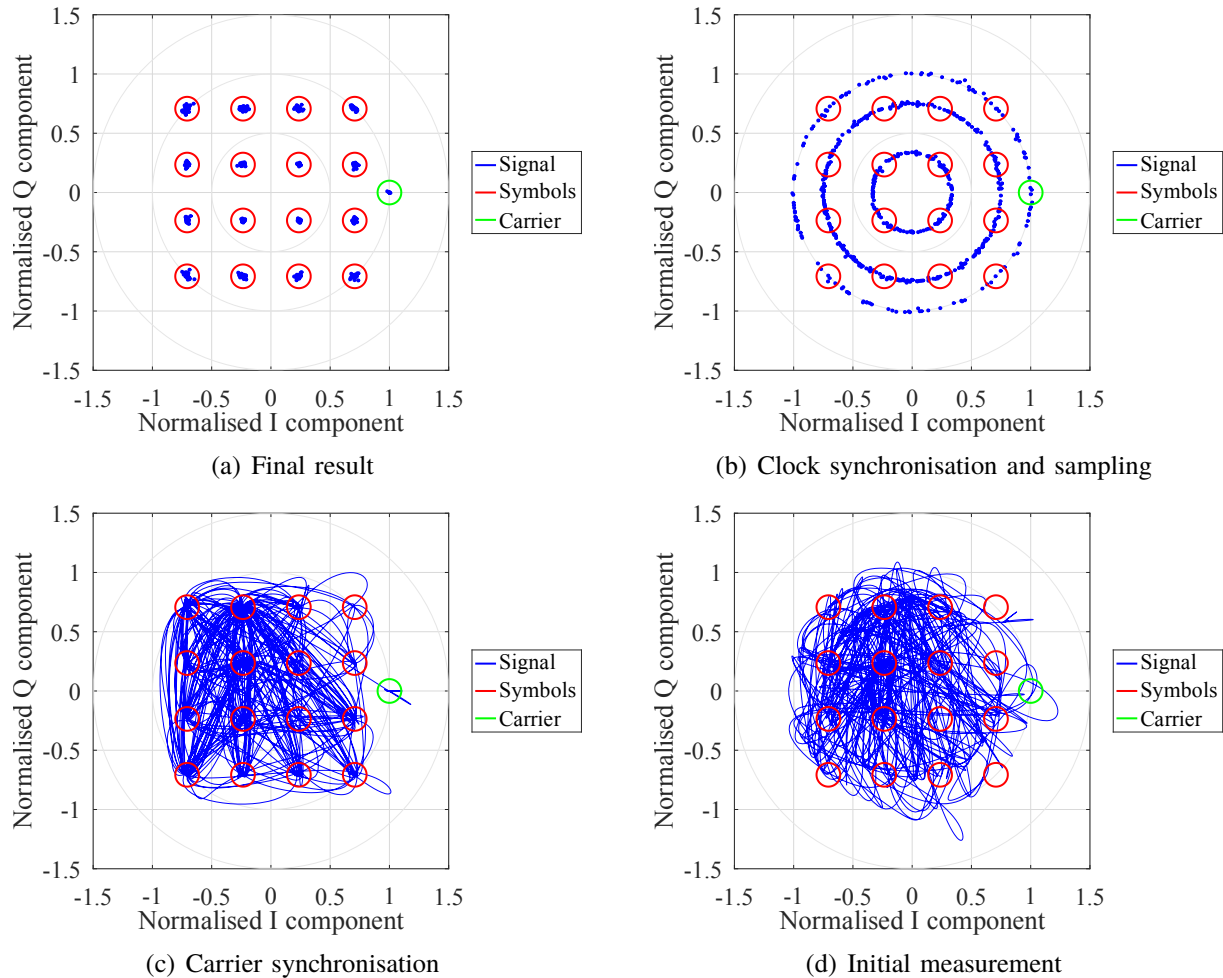 1.5
1
0.5
0
-0.5
-1
-1.5
-1.5 -1 -0.5 0 0.5 1 1.5
Normalised Q component
Normalised I component
Signal
Symbols
Carrier
(a) Final result
1.5
1
0.5
0
-0.5
-1
-1.5
-1.5 -1 -0.5 0 0.5 1 1.5
Normalised Q component
Normalised I component
Signal
Symbols
Carrier
(b) Clock synchronisation and sampling
1.5
1
0.5
0
-0.5
-1
-1.5
-1.5 -1 -0.5 0 0.5 1 1.5
Normalised Q component
Normalised I component
Signal
Symbols
Carrier
(c) Carrier synchronisation
1.5
1
0.5
0
-0.5
-1
-1.5
-1.5 -1 -0.5 0 0.5 1 1.5
Normalised Q component
Normalised I component
Signal
Symbols
Carrier
(d) Initial measurement